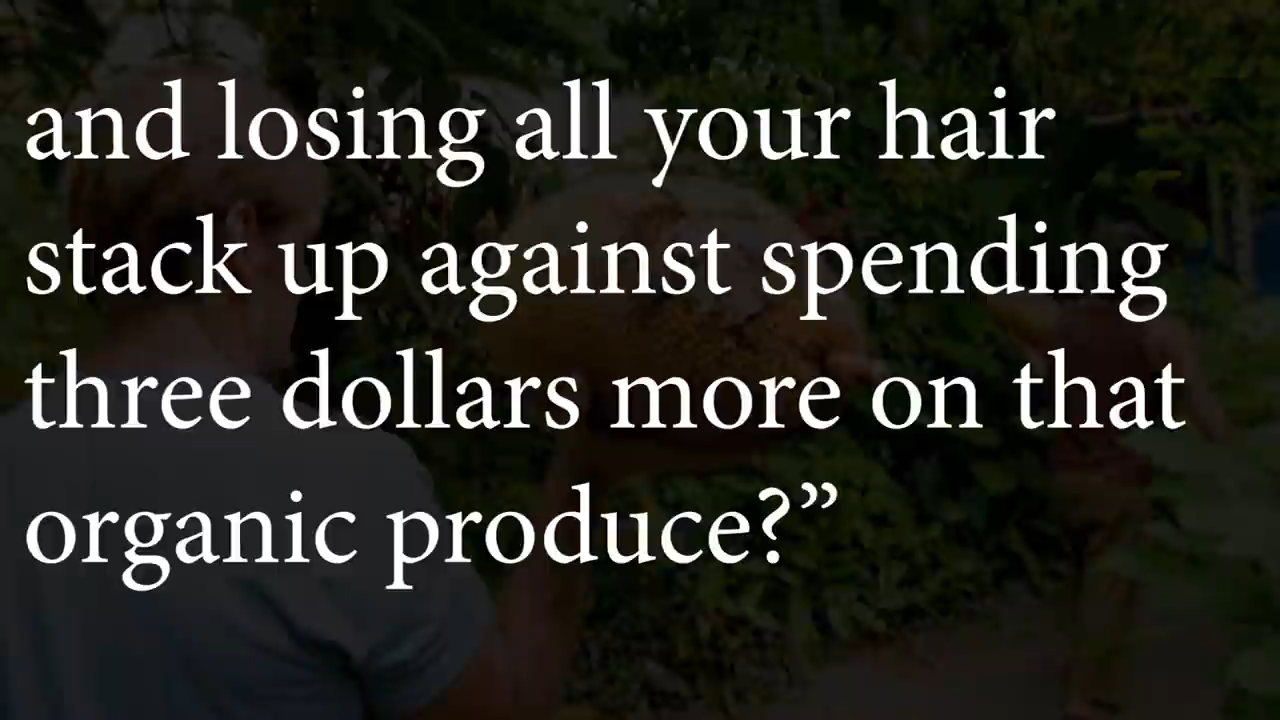 and losing all your hair
stack up against spending
three dollars more on that
organic produce?”